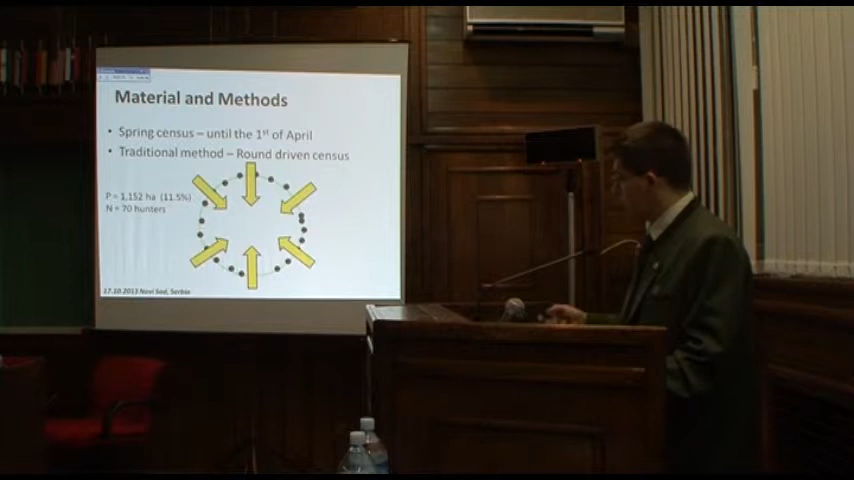 Material and Methods
• Spring census – until the 1st of April
• Traditional method – Round driven census
P = 1,152 ha (11.5%)
N = 70 hunters
17.10.2013 Novi Sad, Serbia